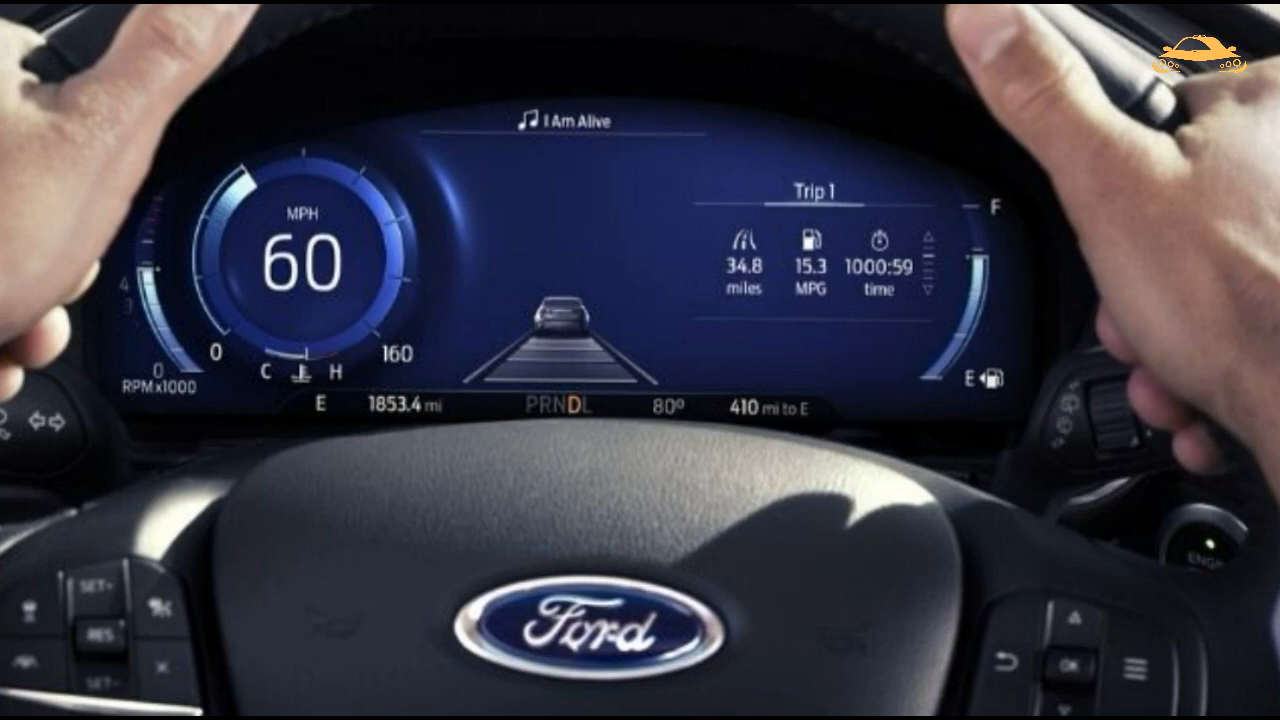 I Am Alive
Trip 1
F
MPH
60
34.8 15.3 1000:59
miles MPG time
4
3
0 160
0
C H
RPMx1000
E
E 1853.4 mi PRNDL 80º 410 mi to E
Ford
SET+
RES
SET-
OK